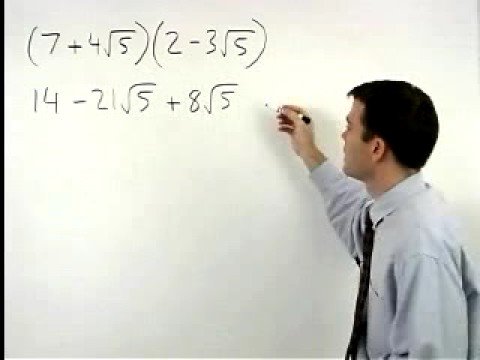 (7 + 4√5)(2 - 3√5)
14 - 21√5 + 8√5